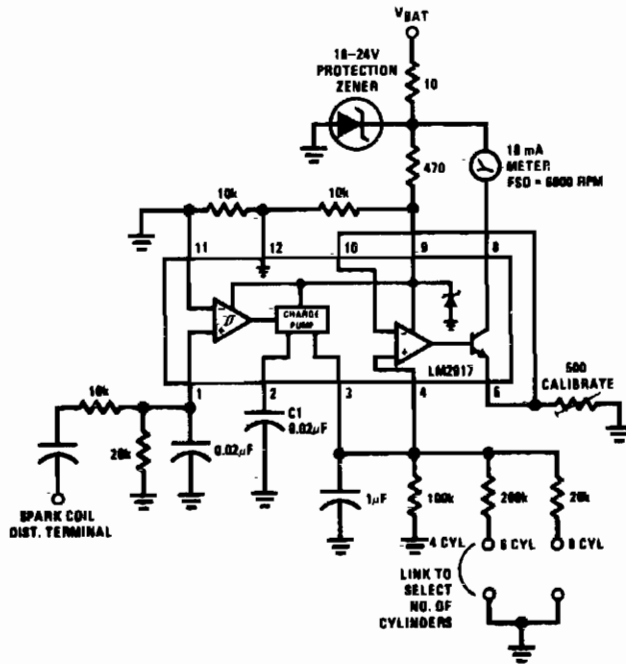 VBAT
18–24V
PROTECTION
ZENER
10
470
18 mA
METER
FSD = 6000 RPM
10k
10k
11
12
10
9
8
CHARGE
PUMP
LM2917
1
2
3
4
5
500
CALIBRATE
10k
20k
0.02µF
C1
0.02µF
1µF
100k
200k
20k
SPARK COIL
DIST. TERMINAL
4 CYL
6 CYL
8 CYL
LINK TO
SELECT
NO. OF
CYLINDERS